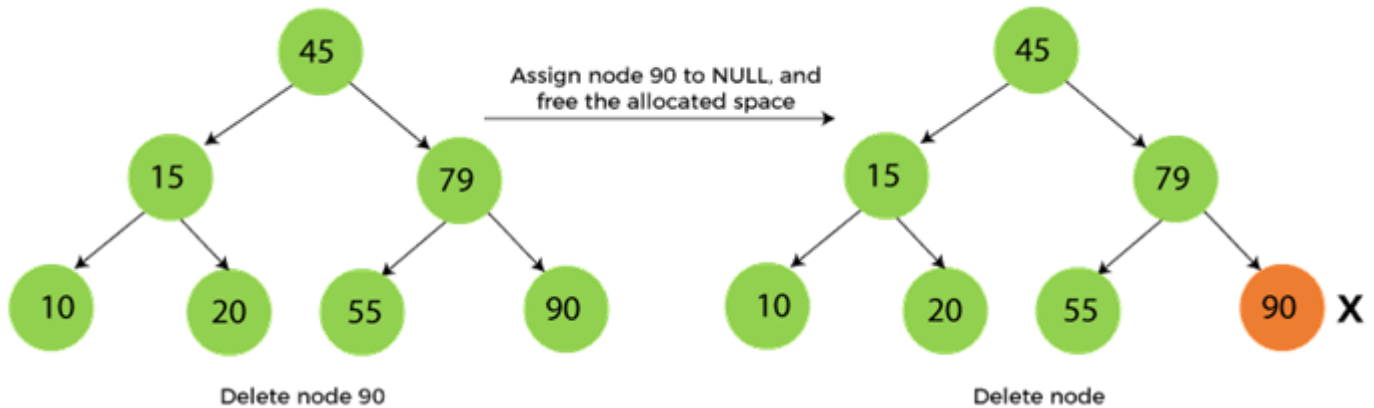 45
45
Assign node 90 to NULL, and
free the allocated space
15
79
15
79
10
20
55
90
10
20
55
90
X
Delete node 90
Delete node